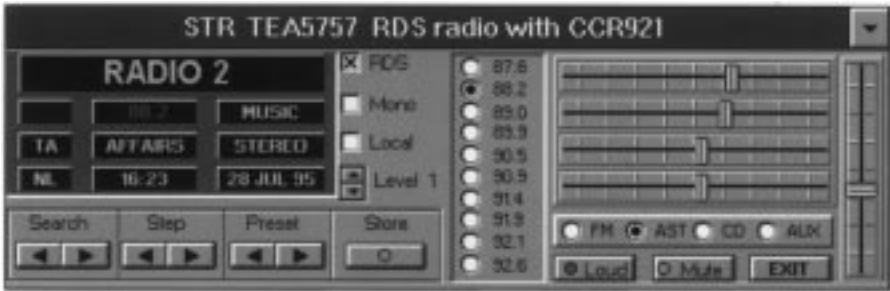 STR TEA5757 RDS radio with CCR921
RADIO 2
88.2 MUSIC
TA AFFAIRS STEREO
NL 16:23 28 JUL 95
RDS
Mono
Local
Level 1
Search Step Preset Store
87.6
88.2
89.0
89.9
90.5
90.9
91.4
91.9
92.1
92.6
FM AST CD AUX
Loud Mute EXIT